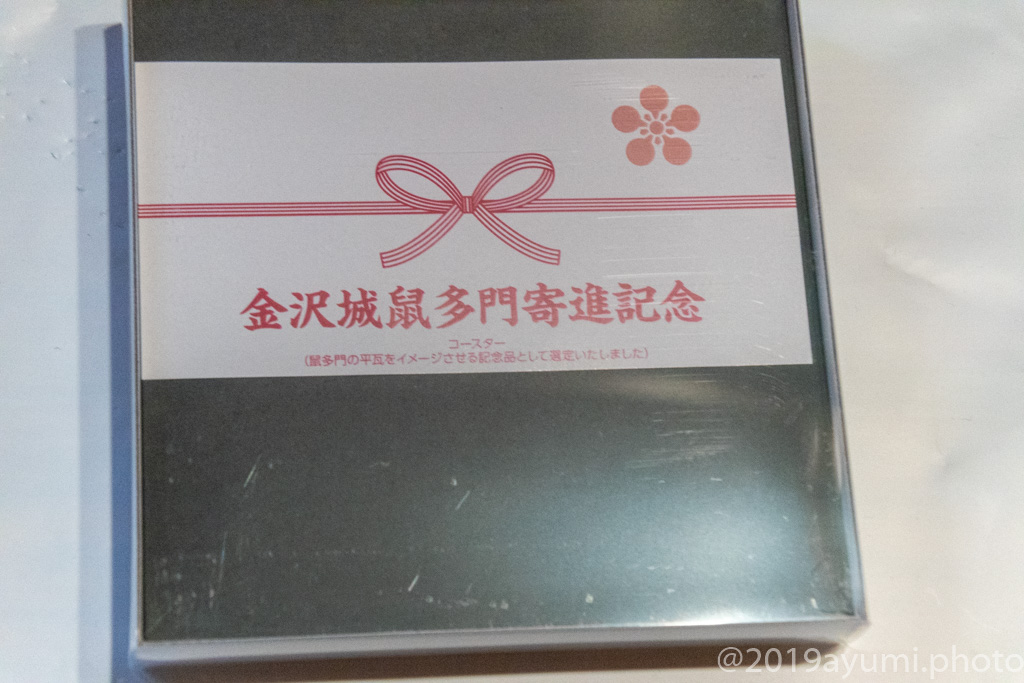 金沢城鼠多門寄進記念
コースター
（鼠多門の平瓦をイメージさせる記念品として選定いたしました）
@2019ayumi.photo